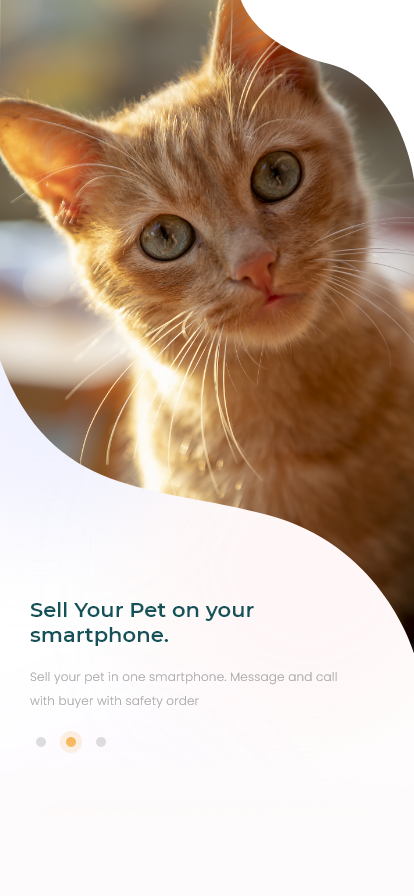 Sell Your Pet on your
smartphone.
Sell your pet in one smartphone. Message and call
with buyer with safety order